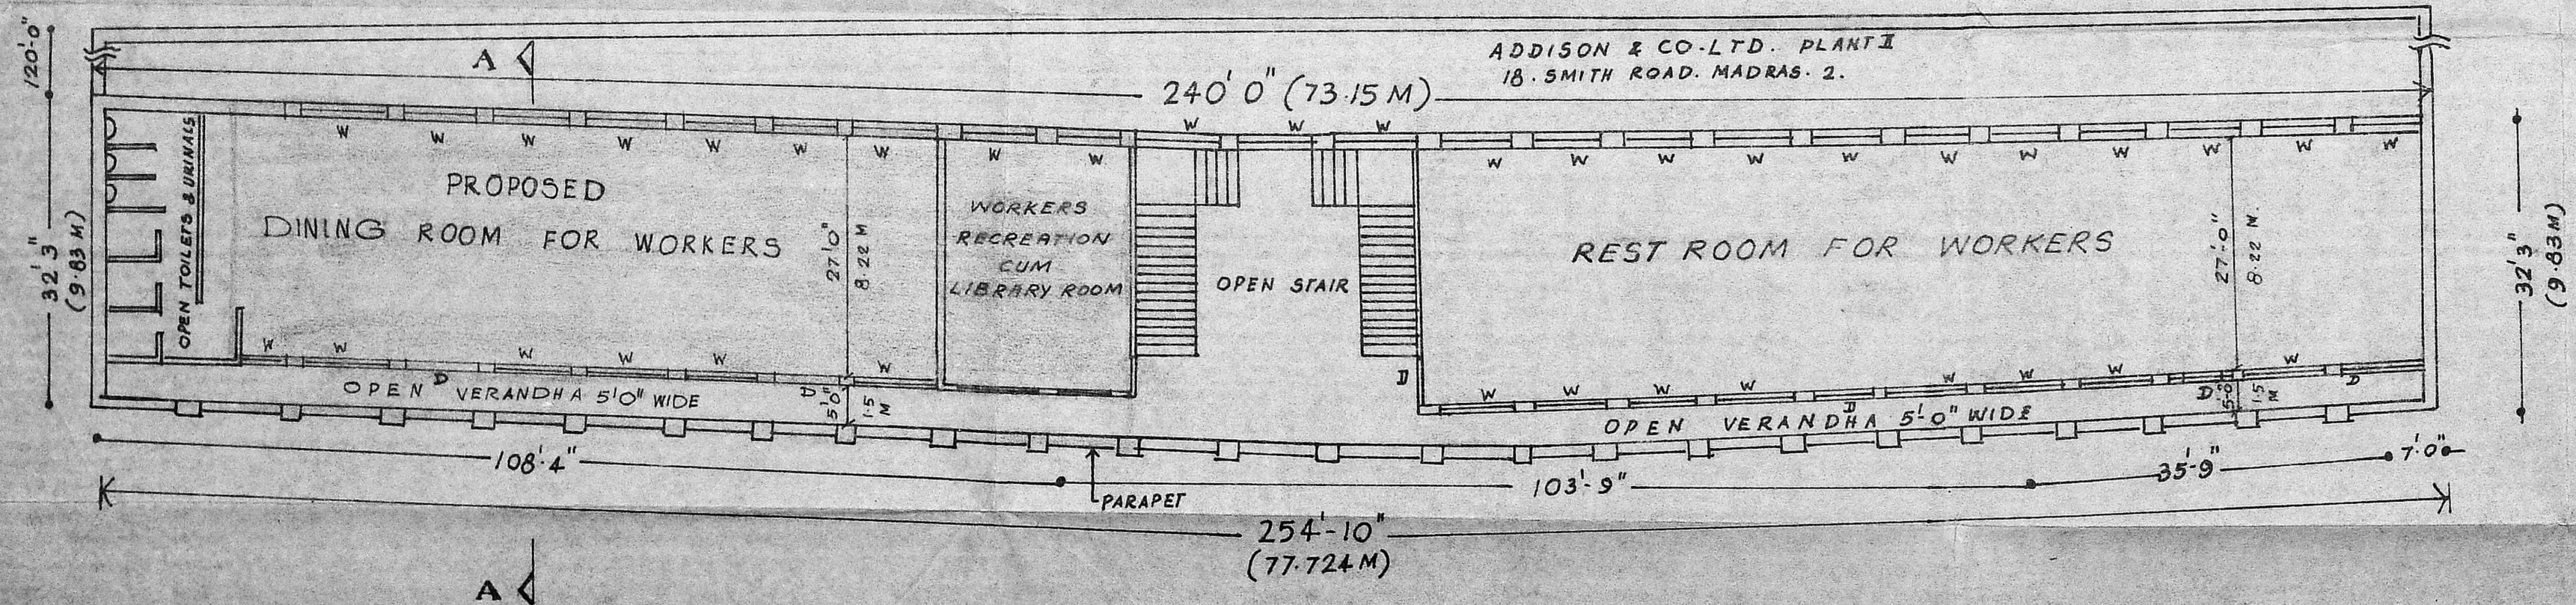 ADDISON & CO-LTD. PLANT II
18. SMITH ROAD. MADRAS. 2.
120'-0"
A
240' 0" (73.15 M)
W W W
W W W W W W W
W W
W W W W W W W W W W W
OPEN TOILETS & URINALS
PROPOSED
DINING ROOM FOR WORKERS
27'0"
8.22 M
WORKERS
RECREATION
CUM
LIBRARY ROOM
OPEN STAIR
REST ROOM FOR WORKERS
27'-0"
8.22 M.
32' 3"
(9.83 M)
32'3"
(9.83M)
W W W W W W
D D
OPEN VERANDHA 5'0" WIDE
5'0"
1.5
M
D
W W W W W W W W
D D D
OPEN VERANDHA 5'-0" WIDE
5'-0"
1.5
M
108'.4"
103'-9"
35'-9"
7'.0"
PARAPET
254'-10"
(77.724 M)
A